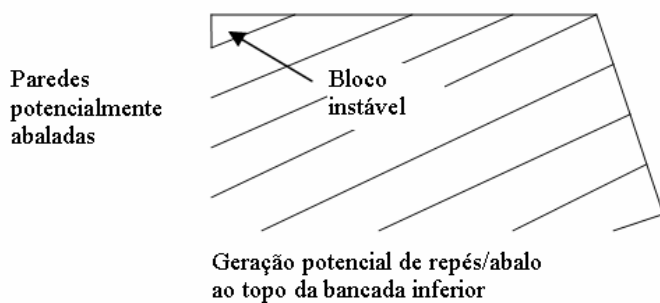 Paredes
potencialmente
abaladas
Bloco
instável
Geração potencial de repés/abalo
ao topo da bancada inferior